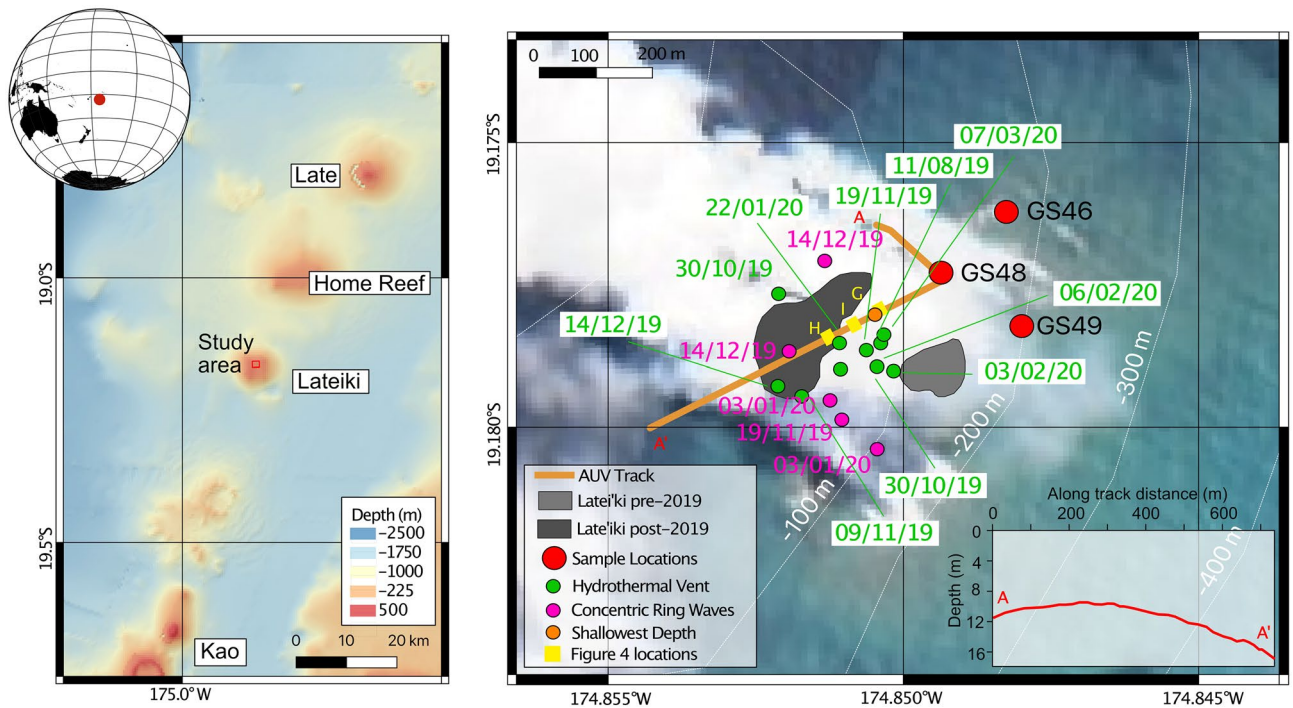 Late
Home Reef
Study
area
Lateiki
Kao
19.0°S
19.5°S
175.0°W
Depth (m)
-2500
-1750
-1000
-225
500
0 10 20 km
0 100 200 m
07/03/20
11/08/19
19/11/19
22/01/20
A
14/12/19
30/10/19
GS46
GS48
06/02/20
GS49
14/12/19
G
I
H
14/12/19
03/02/20
03/01/20
19/11/19
03/01/20
A'
30/10/19
09/11/19
-100 m
-200 m
-300 m
-400 m
19.175°S
19.180°S
AUV Track
Latei'ki pre-2019
Late'iki post-2019
Sample Locations
Hydrothermal Vent
Concentric Ring Waves
Shallowest Depth
Figure 4 locations
Along track distance (m)
0 200 400 600
Depth (m)
0
4
8
12
16
A
A'
174.855°W
174.850°W
174.845°W